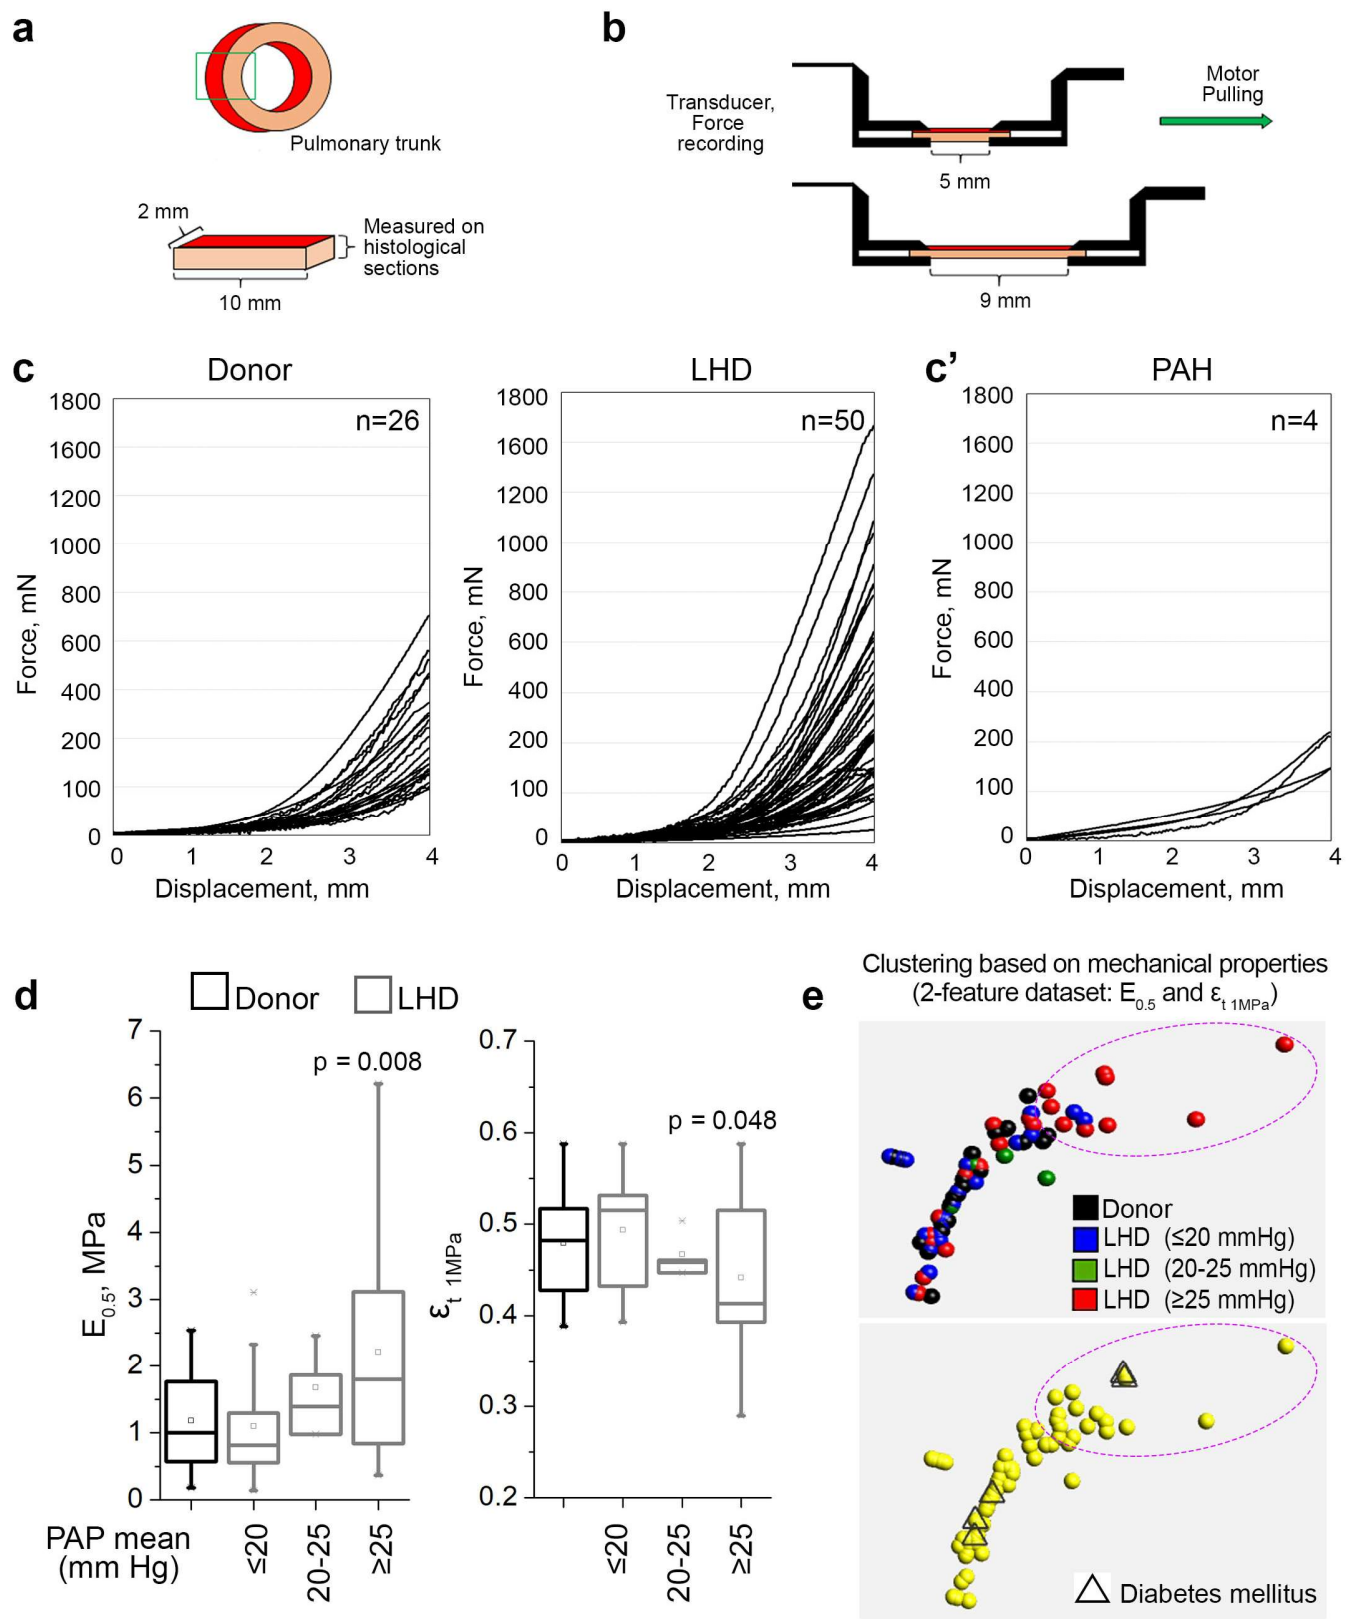 a
Pulmonary trunk
2 mm
Measured on
histological
sections
10 mm
b
Transducer,
Force
recording
Motor
Pulling
5 mm
9 mm
c
Donor
n=26
1800
1600
1200
1000
800
600
400
200
100
0
Force, mN
0 1 2 3 4
Displacement, mm
LHD
n=50
1800
1600
1200
1000
800
600
400
200
100
0
Force, mN
0 1 2 3 4
Displacement, mm
c’
PAH
n=4
1800
1600
1200
1000
800
600
400
200
100
0
Force, mN
0 1 2 3 4
Displacement, mm
d
Donor LHD
7
6
5
4
3
2
1
0
E0.5, MPa
p = 0.008
PAP mean
(mm Hg)
≤20
20-25
≥25
0.7
0.6
0.5
0.4
0.3
0.2
εt 1MPa
p = 0.048
≤20
20-25
≥25
e
Clustering based on mechanical properties
(2-feature dataset: E0.5 and εt 1MPa)
Donor
LHD (≤20 mmHg)
LHD (20-25 mmHg)
LHD (≥25 mmHg)
Diabetes mellitus